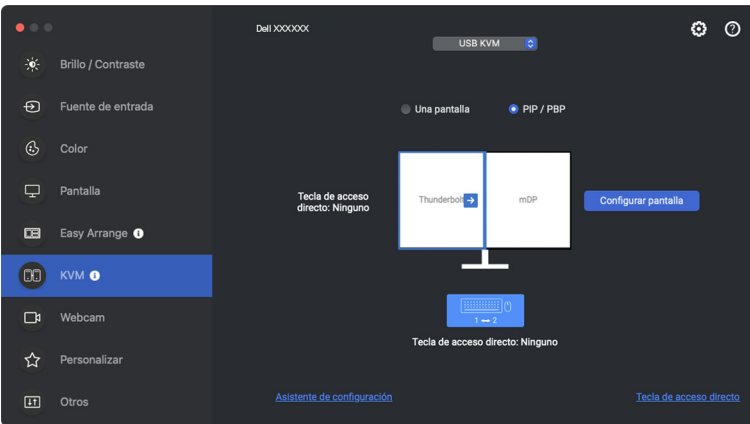 Dell XXXXXX
USB KVM
Brillo / Contraste
Fuente de entrada
Color
Pantalla
Easy Arrange
KVM
Webcam
Personalizar
Otros
Una pantalla
PIP / PBP
Tecla de acceso
directo: Ninguno
Thunderbolt
mDP
Configurar pantalla
1 ↔ 2
Tecla de acceso directo: Ninguno
Asistente de configuración
Tecla de acceso directo